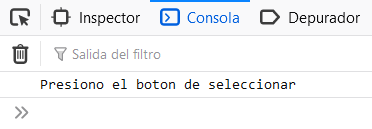 Inspector Consola Depurador
Salida del filtro
Presiono el boton de seleccionar